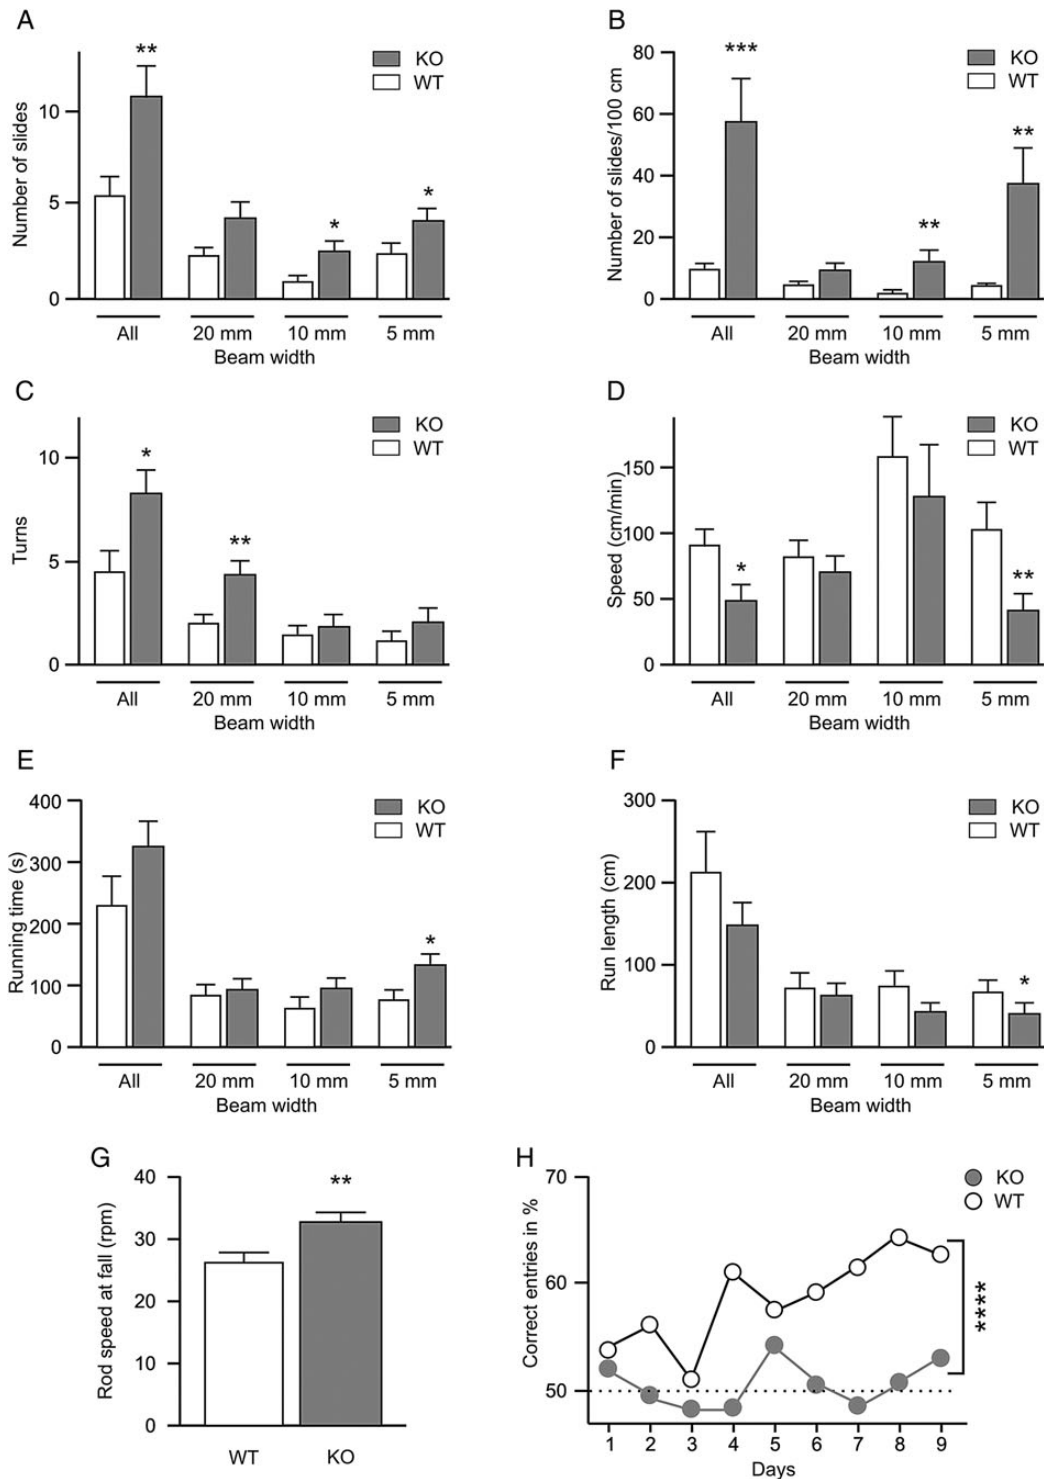 A
Number of slides
10
5
0
**
*
*
KO
WT
All 20 mm 10 mm 5 mm
Beam width
B
Number of slides/100 cm
80
60
40
20
0
***
**
**
KO
WT
All 20 mm 10 mm 5 mm
Beam width
C
Turns
10
5
0
*
**
KO
WT
All 20 mm 10 mm 5 mm
Beam width
D
Speed (cm/min)
150
100
50
0
*
**
KO
WT
All 20 mm 10 mm 5 mm
Beam width
E
Running time (s)
400
300
200
100
0
*
KO
WT
All 20 mm 10 mm 5 mm
Beam width
F
Run length (cm)
300
200
100
0
*
KO
WT
All 20 mm 10 mm 5 mm
Beam width
G
Rod speed at fall (rpm)
40
30
20
10
0
**
WT KO
H
Correct entries in %
70
60
50
KO
WT
****
1 2 3 4 5 6 7 8 9
Days